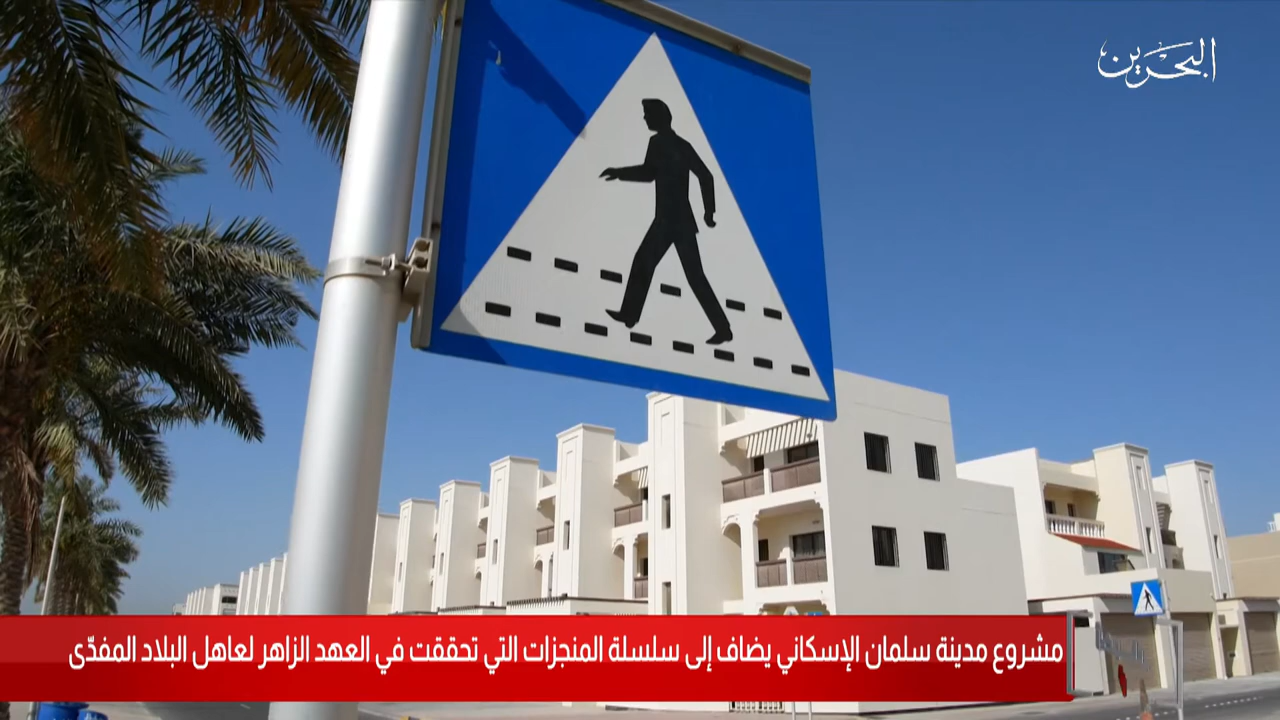 البحرين
مشروع مدينة سلمان الإسكاني يضاف إلى سلسلة المنجزات التي تحققت في العهد الزاهر لعاهل البلاد المفدّى